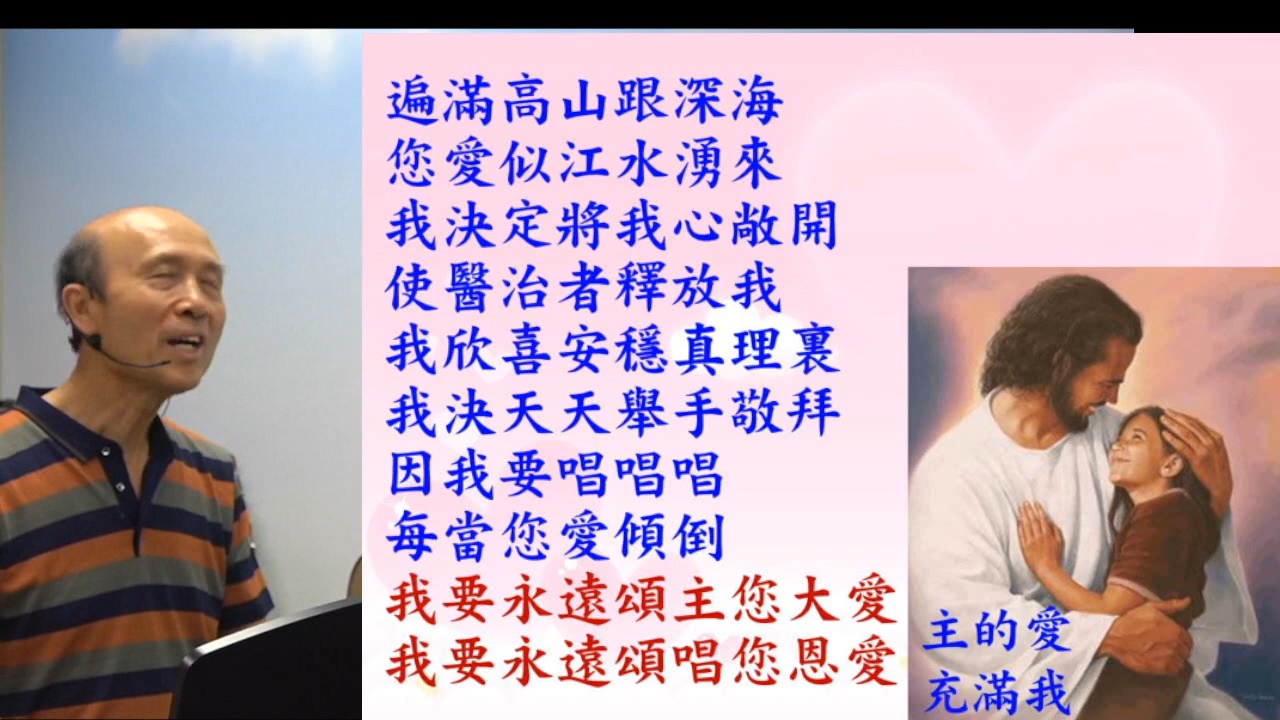 遍滿高山跟深海
您愛似江水湧來
我決定將我心敞開
使醫治者釋放我
我欣喜安穩真理裏
我決天天舉手敬拜
因我要唱唱唱
每當您愛傾倒
我要永遠頌主您大愛
我要永遠頌唱您恩愛
主的愛
充滿我